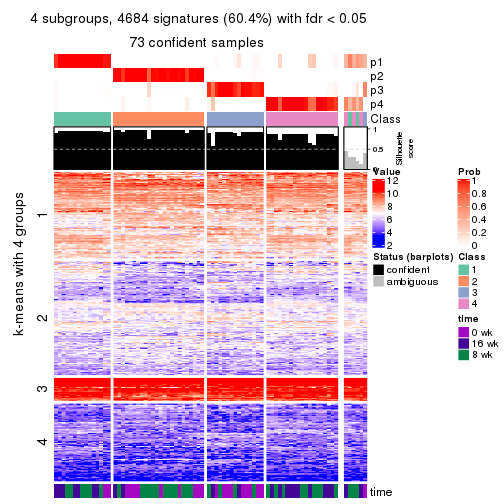 4 subgroups, 4684 signatures (60.4%) with fdr < 0.05
73 confident samples
p1
p2
p3
p4
Class
1
0.5
0
Silhouette
score
k-means with 4 groups
1
2
3
4
time
Value
12
10
8
6
4
2
Prob
1
0.8
0.6
0.4
0.2
0
Status (barplots)
confident
ambiguous
Class
1
2
3
4
time
0 wk
16 wk
8 wk